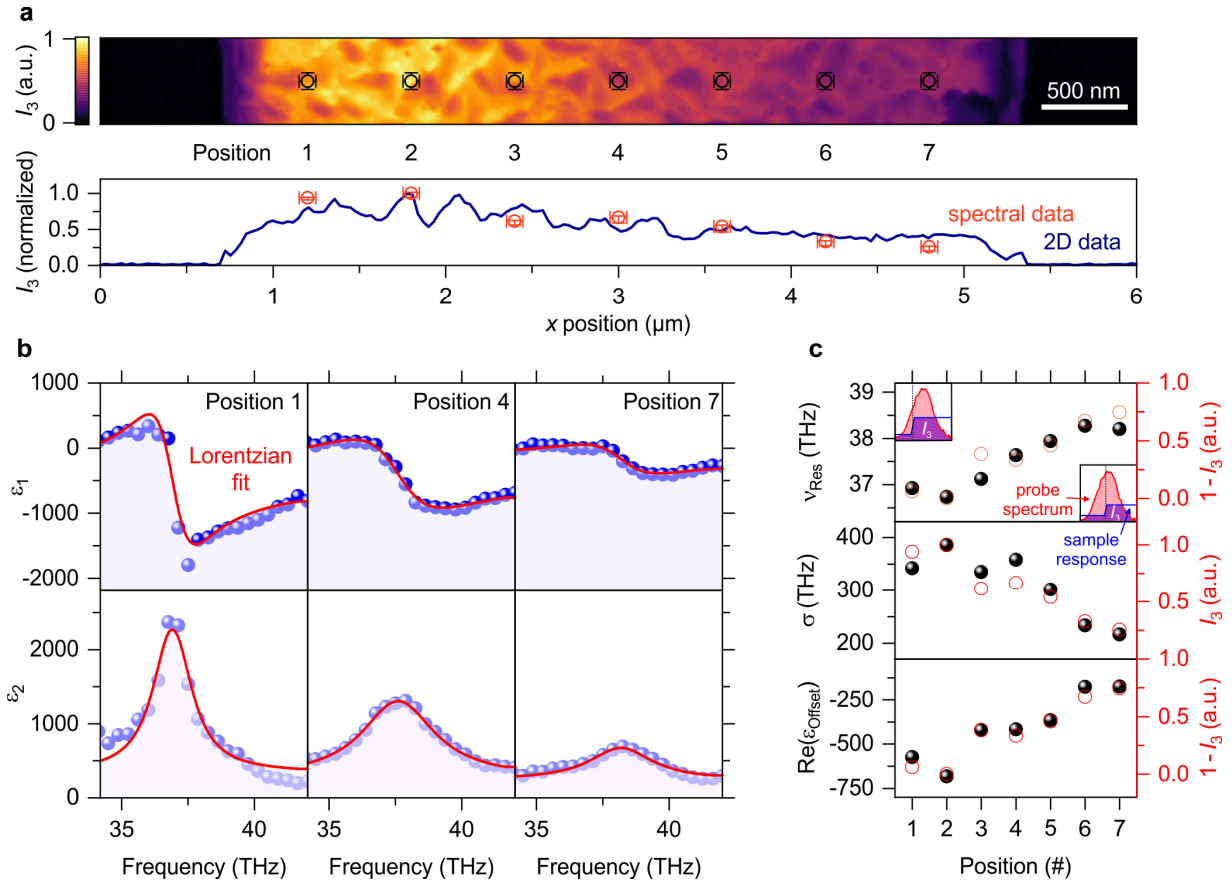 a
I3 (a.u.)
1
0
500 nm
Position 1 2 3 4 5 6 7
I3 (normalized)
1.0
0.5
0.0
spectral data
2D data
0 1 2 3 4 5 6
x position (μm)
b
ε1
1000
0
-1000
-2000
Position 1
Position 4
Position 7
Lorentzian
fit
ε2
2000
1000
0
35 40 35 40 35 40
Frequency (THz) Frequency (THz) Frequency (THz)
c
νRes (THz)
39
38
37
I3
probe
spectrum
I3
sample
response
1.0
0.5
0.0
1 - I3 (a.u.)
σ (THz)
400
300
200
1.0
0.5
I3 (a.u.)
Re(εOffset)
-250
-500
-750
1.0
0.5
0.0
1 - I3 (a.u.)
1 2 3 4 5 6 7
Position (#)